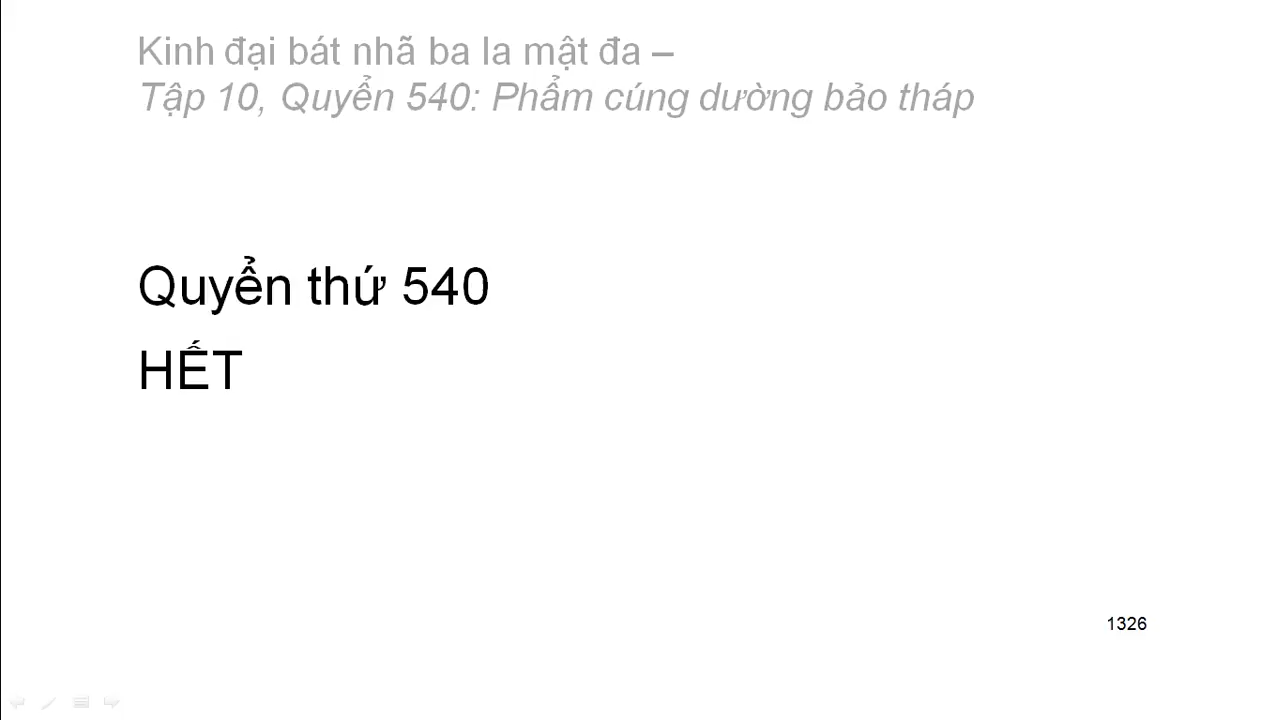 Kinh đại bát nhã ba la mật đa –
Tập 10, Quyển 540: Phẩm cúng dường bảo tháp
Quyển thứ 540
HẾT
1326